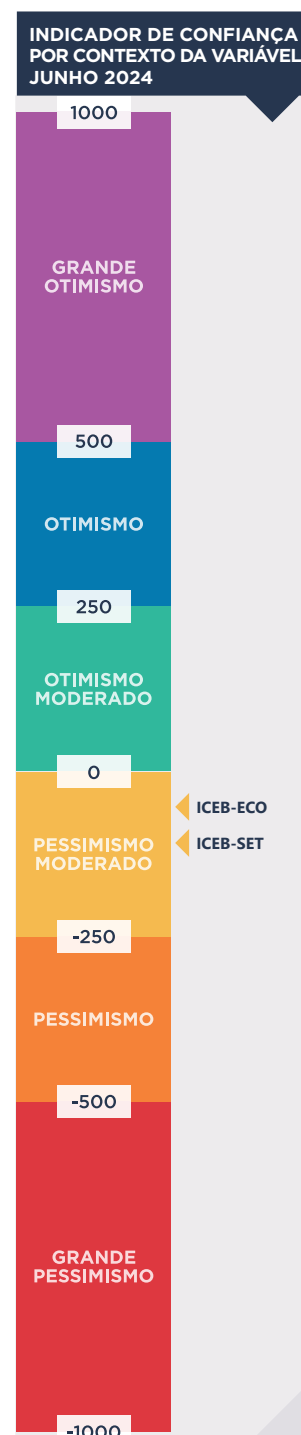 INDICADOR DE CONFIANÇA
POR CONTEXTO DA VARIÁVEL
JUNHO 2024
1000
GRANDE
OTIMISMO
500
OTIMISMO
250
OTIMISMO
MODERADO
0
ICEB-ECO
PESSIMISMO
MODERADO
ICEB-SET
-250
PESSIMISMO
-500
GRANDE
PESSIMISMO
-1000